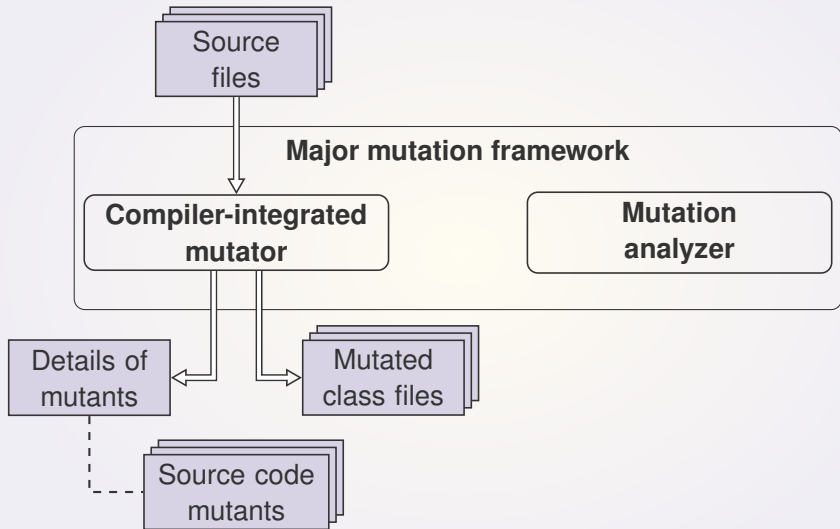 Source
files
Major mutation framework
Compiler-integrated
mutator
Mutation
analyzer
Details of
mutants
Mutated
class files
Source code
mutants